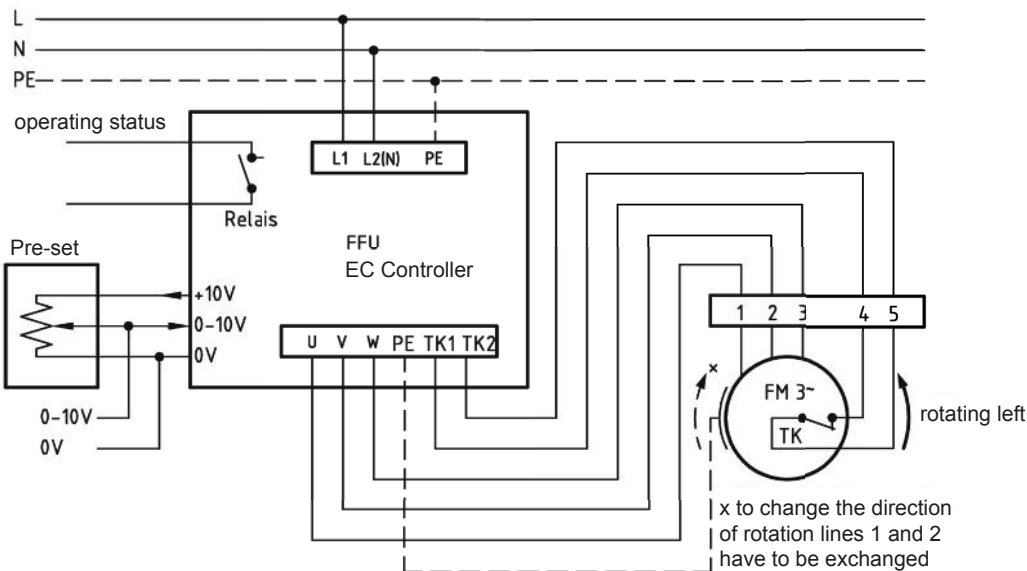 L
N
PE
operating status
L1 L2(N) PE
Relais
Pre-set
FFU
EC Controller
+10V
0-10V
0V
U V W PE TK1 TK2
1 2 3 4 5
x
FM 3~
TK
rotating left
0-10V
0V
x to change the direction
of rotation lines 1 and 2
have to be exchanged